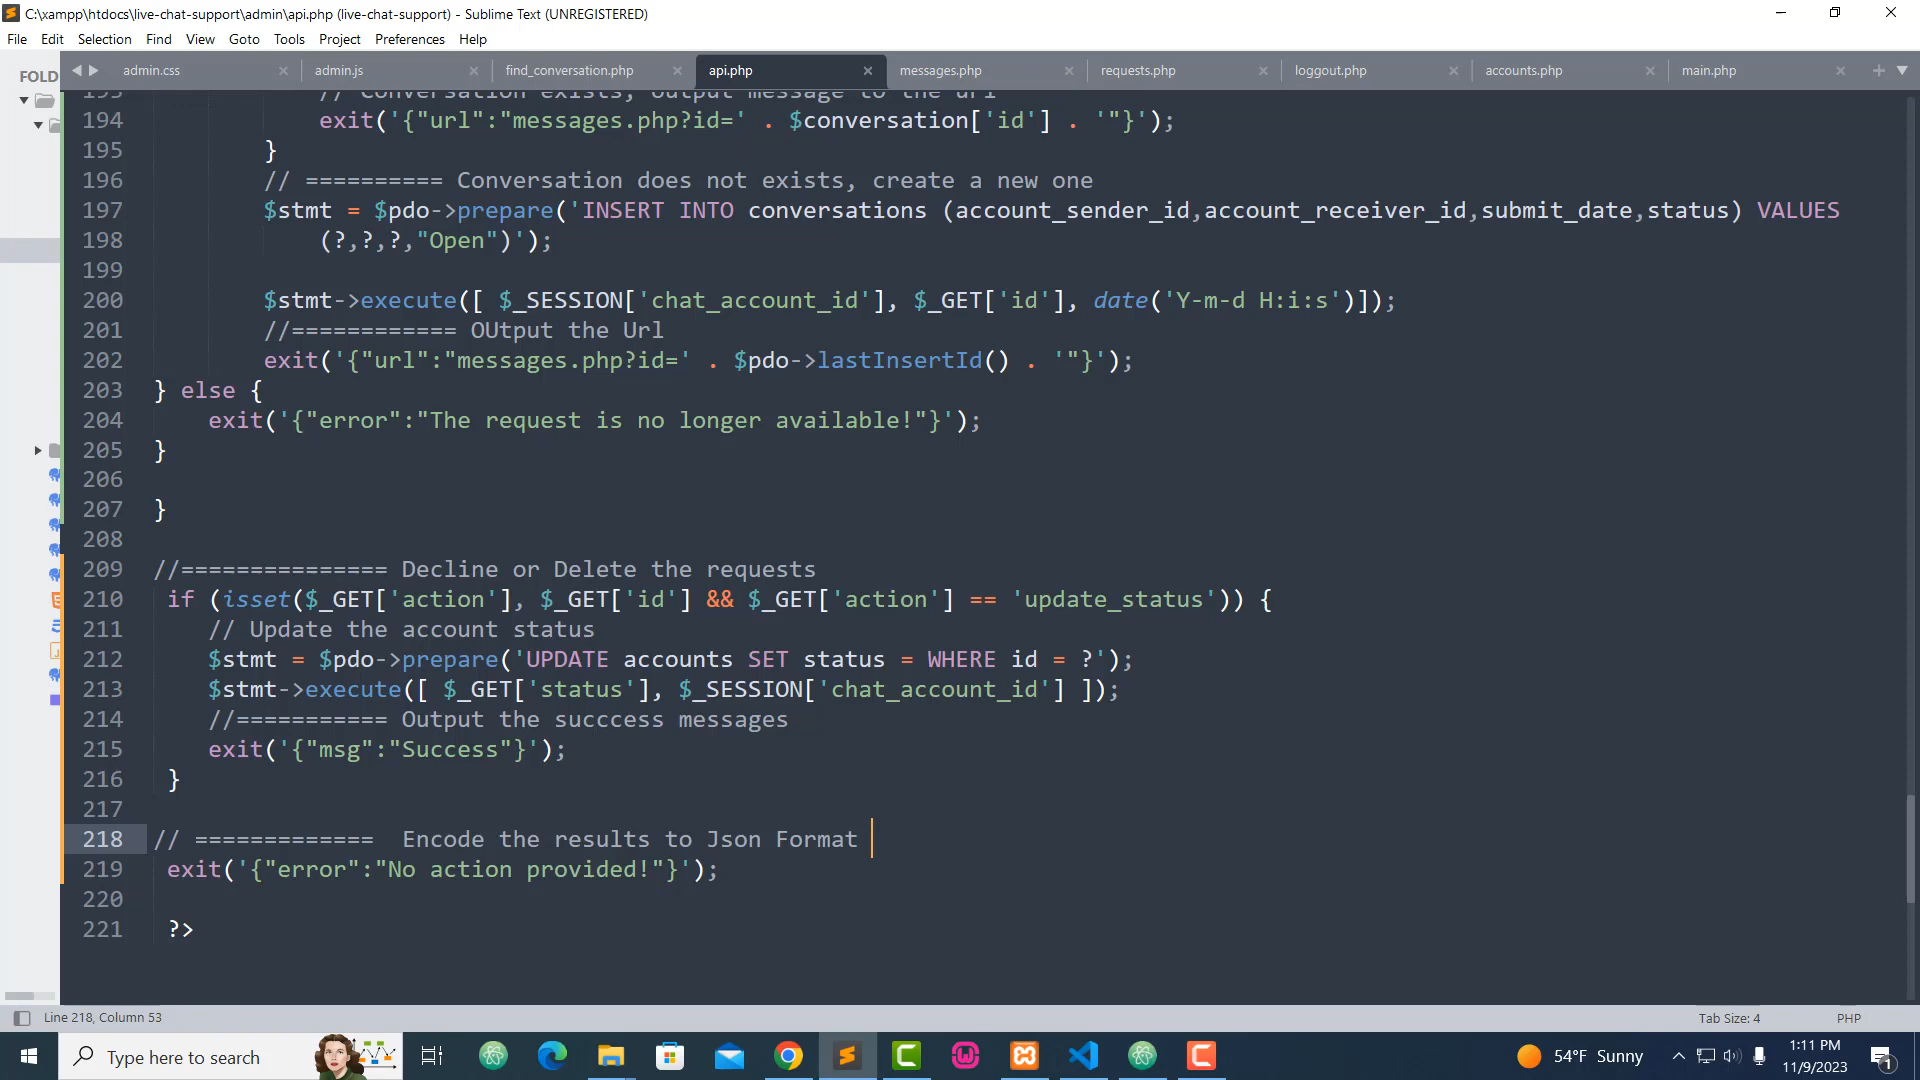 C:\xampp\htdocs\live-chat-support\admin\api.php (live-chat-support) - Sublime Text (UNREGISTERED)
File Edit Selection Find View Goto Tools Project Preferences Help
FOLD
admin.css
admin.js
find_conversation.php
api.php
messages.php
requests.php
loggout.php
accounts.php
main.php
193 // Conversation exists, output message to the url
194 exit('{"url":"messages.php?id=' . $conversation['id'] . '"}');
195 }
196 // ========== Conversation does not exists, create a new one
197 $stmt = $pdo->prepare('INSERT INTO conversations (account_sender_id,account_receiver_id,submit_date,status) VALUES
198 (?,?,?,"Open")');
199
200 $stmt->execute([ $_SESSION['chat_account_id'], $_GET['id'], date('Y-m-d H:i:s')]);
201 //============ OUtput the Url
202 exit('{"url":"messages.php?id=' . $pdo->lastInsertId() . '"}');
203 } else {
204 exit('{"error":"The request is no longer available!"}');
205 }
206
207 }
208
209 //=============== Decline or Delete the requests
210 if (isset($_GET['action'], $_GET['id'] && $_GET['action'] == 'update_status')) {
211 // Update the account status
212 $stmt = $pdo->prepare('UPDATE accounts SET status = WHERE id = ?');
213 $stmt->execute([ $_GET['status'], $_SESSION['chat_account_id'] ]);
214 //=========== Output the succcess messages
215 exit('{"msg":"Success"}');
216 }
217
218 // ============= Encode the results to Json Format
219 exit('{"error":"No action provided!"}');
220
221 ?>
Line 218, Column 53
Tab Size: 4
PHP
Type here to search
54°F Sunny
1:11 PM
11/9/2023
1